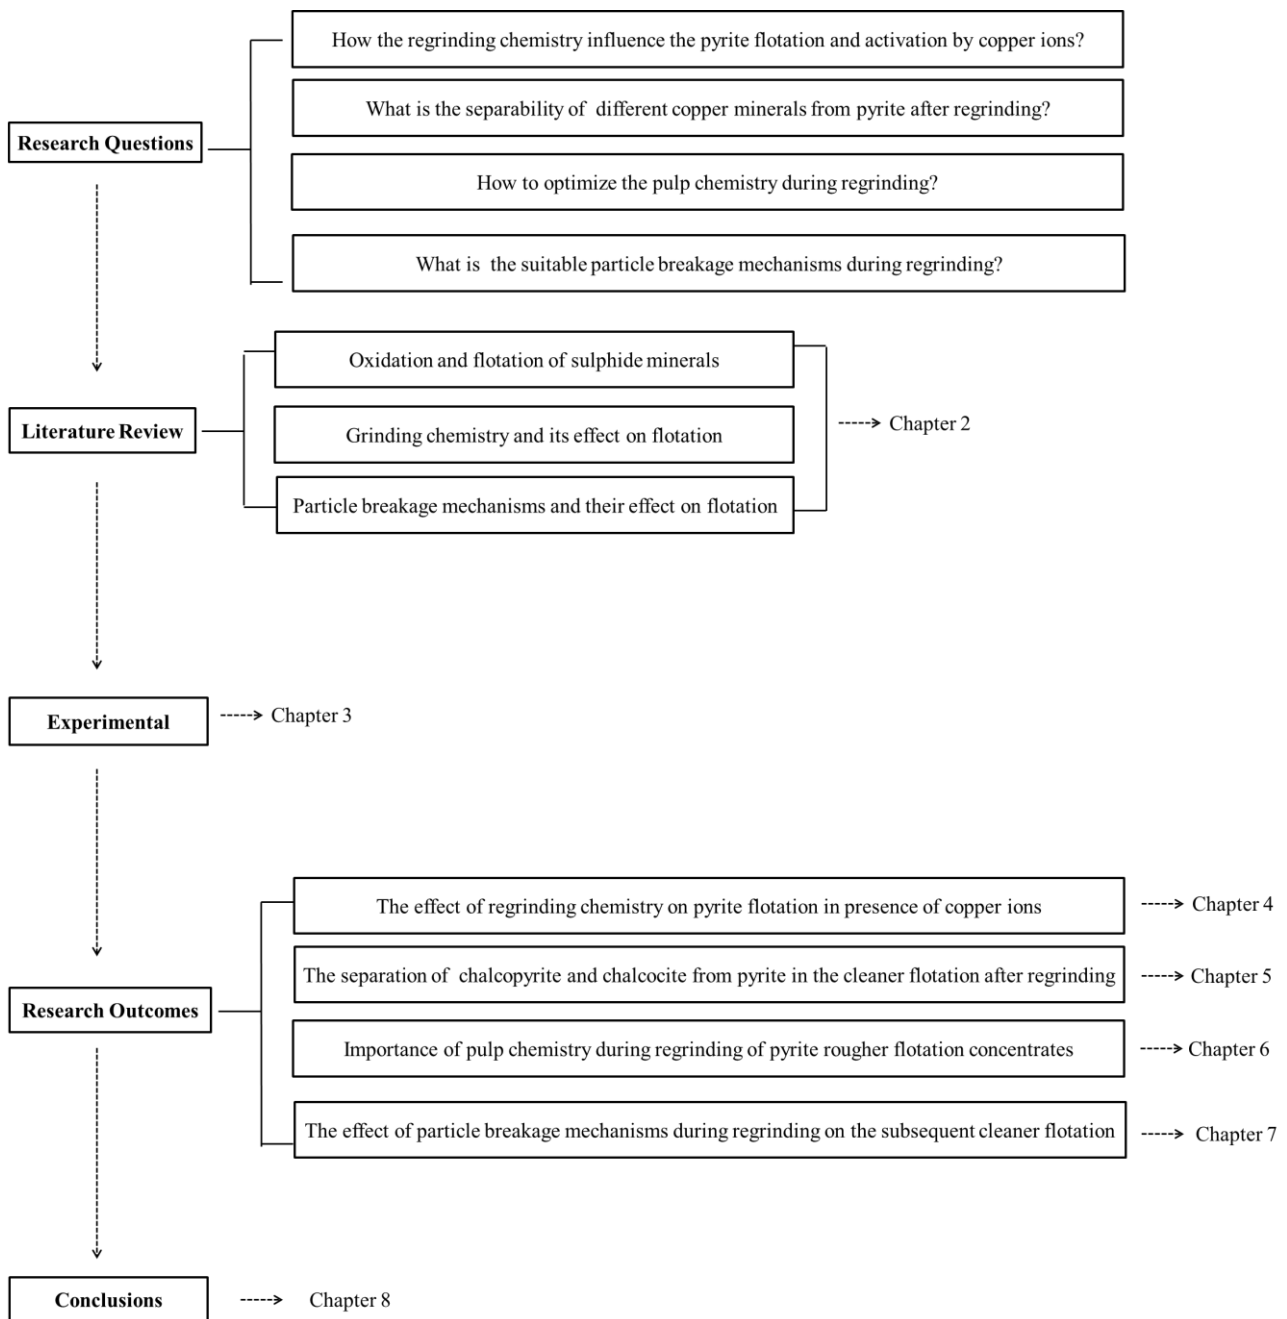 How the regrinding chemistry influence the pyrite flotation and activation by copper ions?
What is the separability of different copper minerals from pyrite after regrinding?
Research Questions
How to optimize the pulp chemistry during regrinding?
What is the suitable particle breakage mechanisms during regrinding?
Oxidation and flotation of sulphide minerals
Literature Review
Grinding chemistry and its effect on flotation
Chapter 2
Particle breakage mechanisms and their effect on flotation
Experimental
Chapter 3
The effect of regrinding chemistry on pyrite flotation in presence of copper ions
Chapter 4
The separation of chalcopyrite and chalcocite from pyrite in the cleaner flotation after regrinding
Chapter 5
Research Outcomes
Importance of pulp chemistry during regrinding of pyrite rougher flotation concentrates
Chapter 6
The effect of particle breakage mechanisms during regrinding on the subsequent cleaner flotation
Chapter 7
Conclusions
Chapter 8